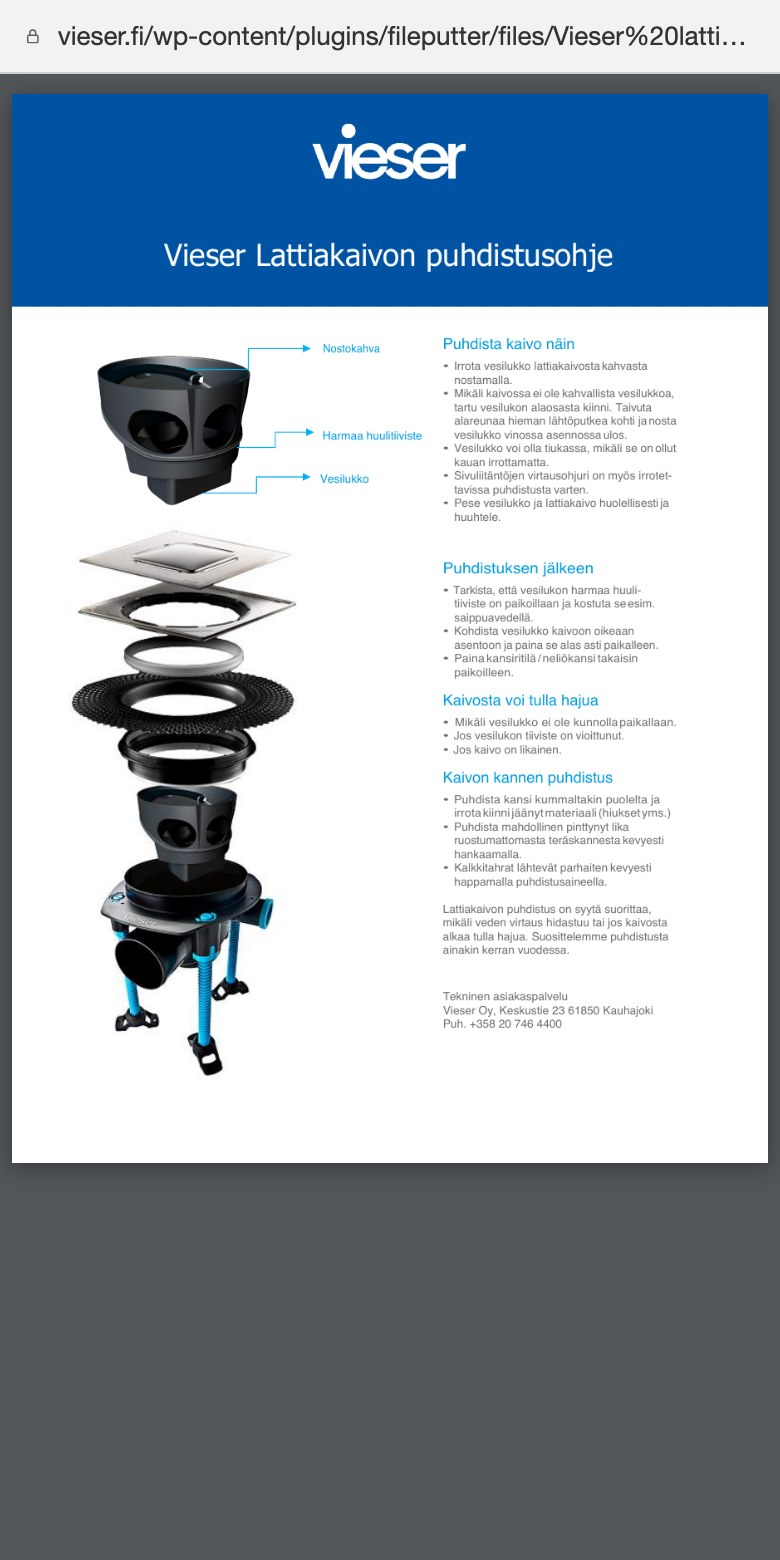 vieser.fi/wp-content/plugins/fileputter/files/Vieser%20latti...
vieser
Vieser Lattiakaivon puhdistusohje
Nostokahva
Harmaa huulitiiviste
Vesilukko
Puhdista kaivo näin
• Irrota vesilukko lattiakaivosta kahvasta
nostamalla.
• Mikäli kaivossa ei ole kahvallista vesilukkoa,
tartu vesilukon alaosasta kiinni. Taivuta
alareunaa hieman lähtöputkea kohti ja nosta
vesilukko vinossa asennossa ulos.
• Vesilukko voi olla tiukassa, mikäli se on ollut
kauan irrottamatta.
• Sivuliitäntöjen virtausohjuri on myös irrotet-
tavissa puhdistusta varten.
• Pese vesilukko ja lattiakaivo huolellisesti ja
huuhtele.
Puhdistuksen jälkeen
• Tarkista, että vesilukon harmaa huuli-
tiiviste on paikoillaan ja kostuta se esim.
saippuavedellä.
• Kohdista vesilukko kaivoon oikeaan
asentoon ja paina se alas asti paikalleen.
• Paina kansiritilä / neliökansi takaisin
paikoilleen.
Kaivosta voi tulla hajua
• Mikäli vesilukko ei ole kunnolla paikallaan.
• Jos vesilukon tiiviste on vioittunut.
• Jos kaivo on likainen.
Kaivon kannen puhdistus
• Puhdista kansi kummaltakin puolelta ja
irrota kiinni jäänyt materiaali (hiukset yms.)
• Puhdista mahdollinen pinttynyt lika
ruostumattomasta teräskannesta kevyesti
hankaamalla.
• Kalkkitahrat lähtevät parhaiten kevyesti
happamalla puhdistusaineella.
Lattiakaivon puhdistus on syytä suorittaa,
mikäli veden virtaus hidastuu tai jos kaivosta
alkaa tulla hajua. Suosittelemme puhdistusta
ainakin kerran vuodessa.
Tekninen asiakaspalvelu
Vieser Oy, Keskustie 23 61850 Kauhajoki
Puh. +358 20 746 4400